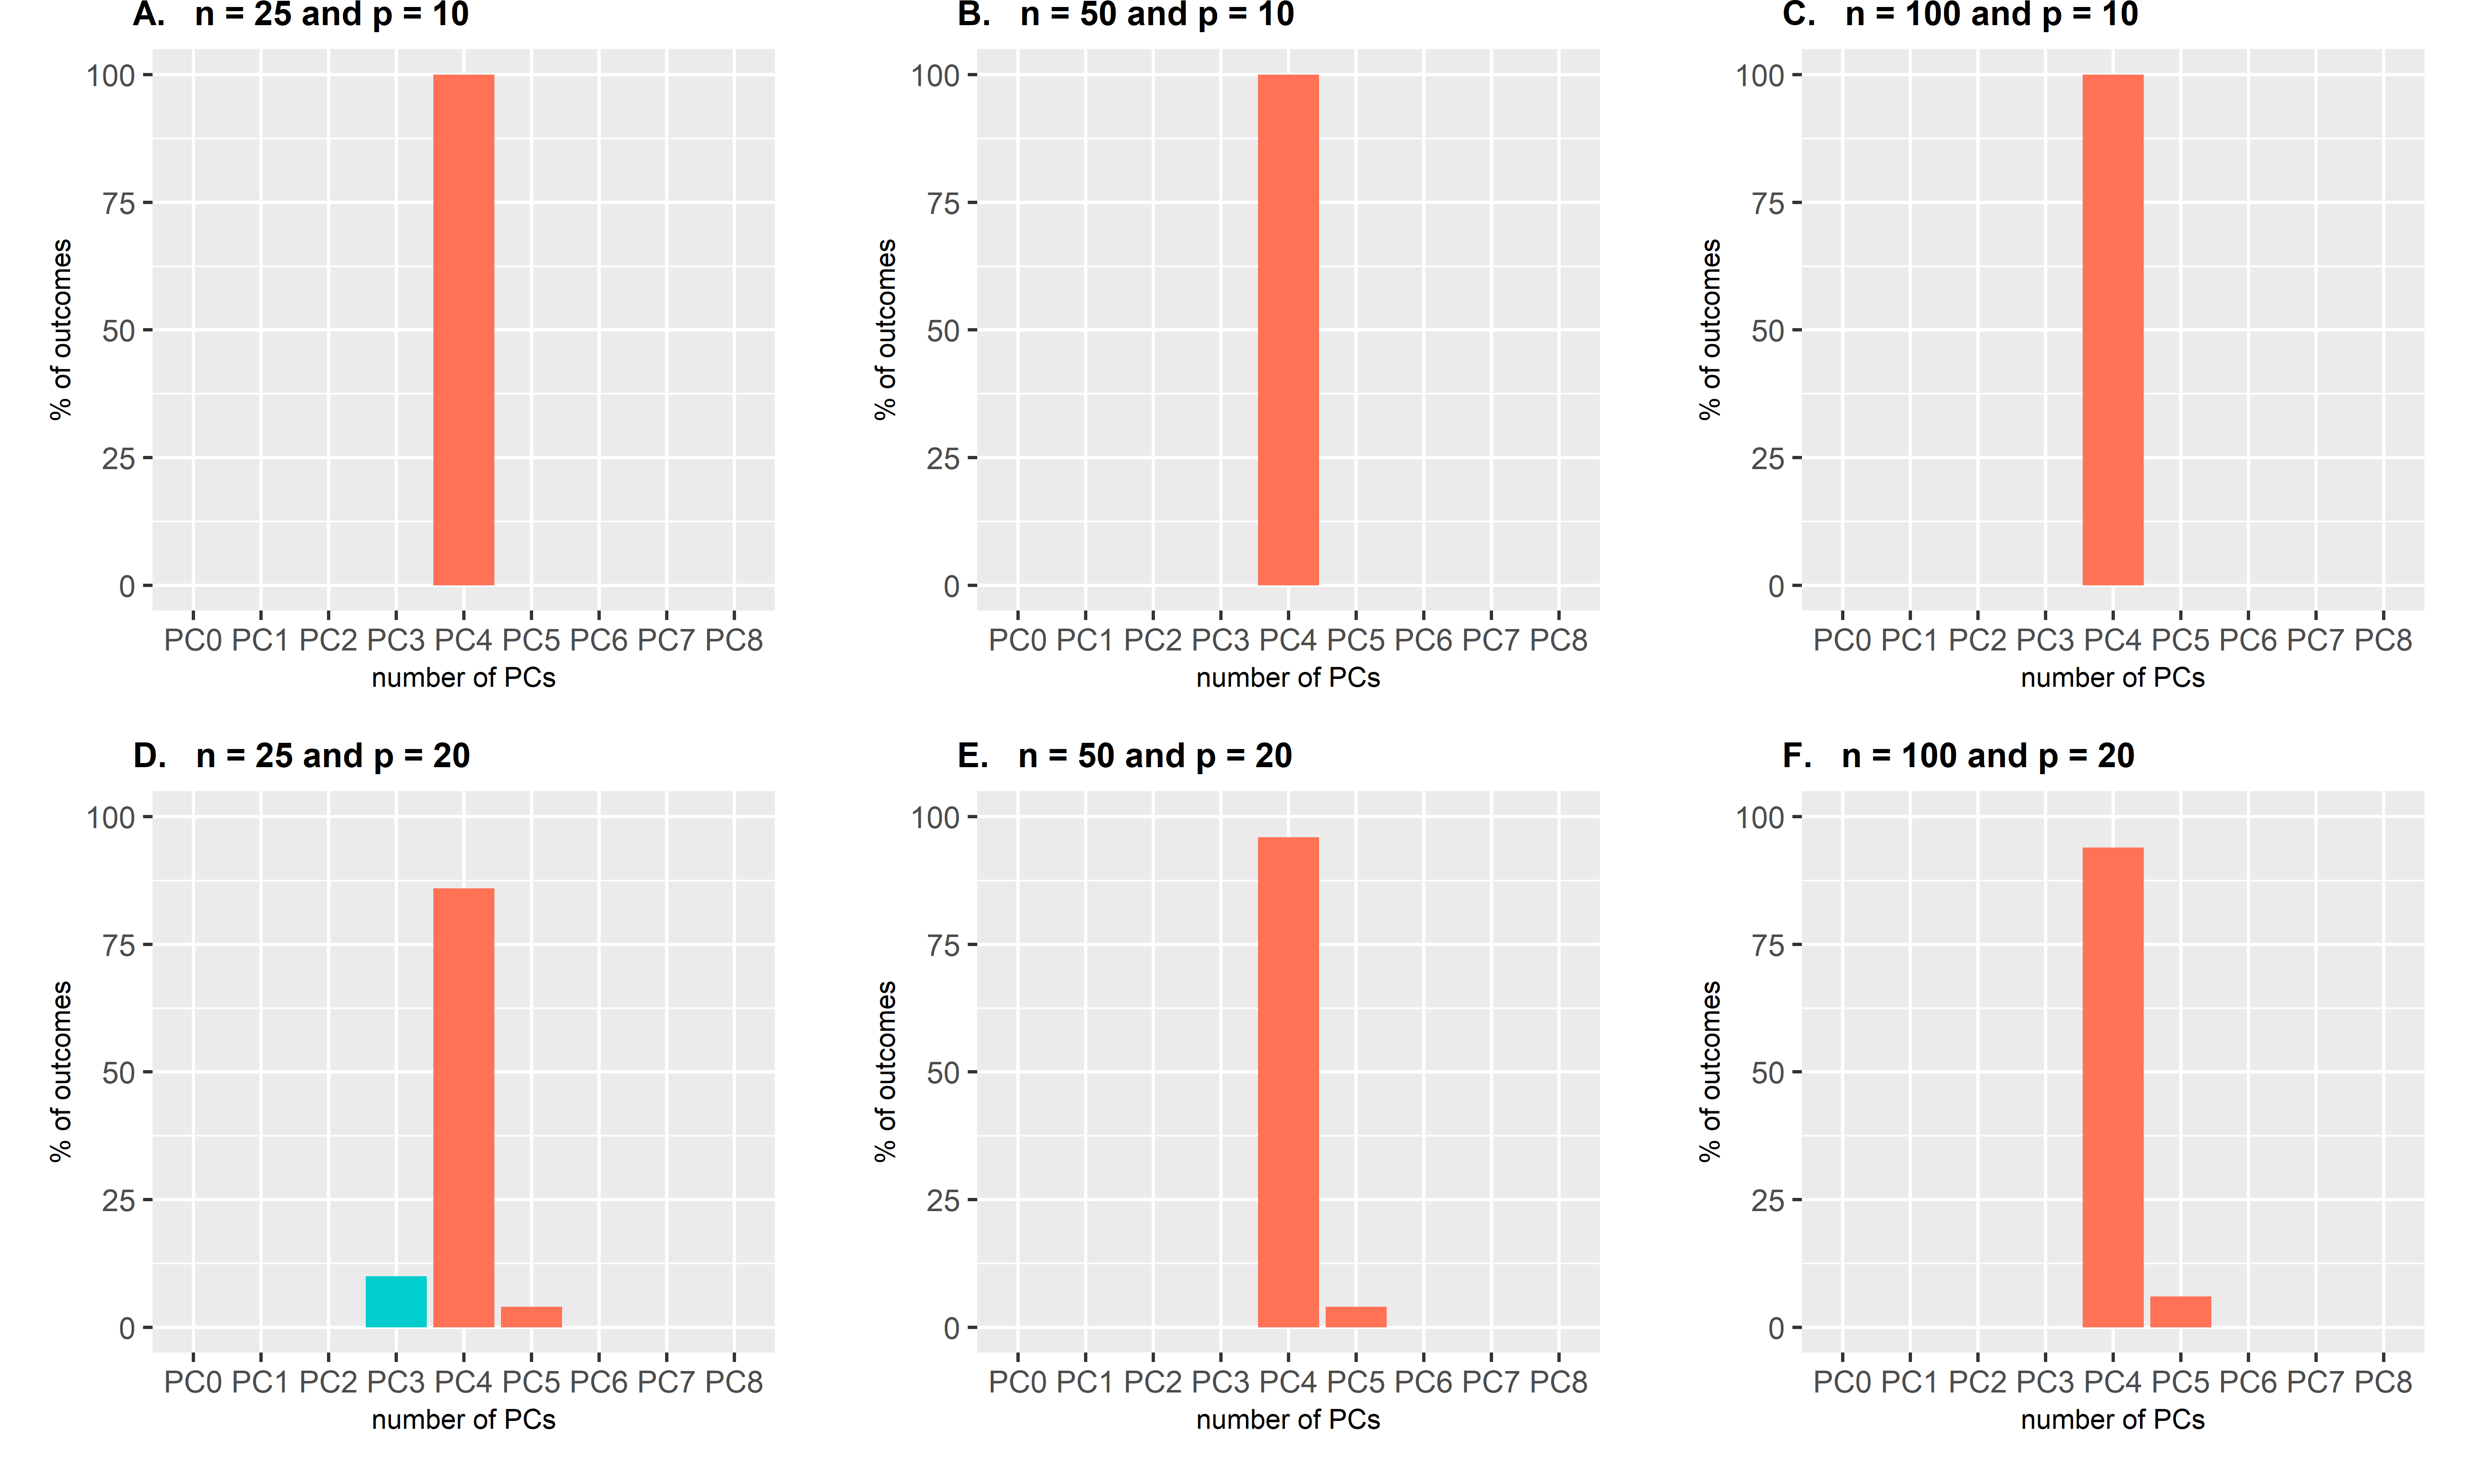 A. n = 25 and p = 10
100
75
50
25
0
% of outcomes
PC0 PC1 PC2 PC3 PC4 PC5 PC6 PC7 PC8
number of PCs
B. n = 50 and p = 10
100
75
50
25
0
% of outcomes
PC0 PC1 PC2 PC3 PC4 PC5 PC6 PC7 PC8
number of PCs
C. n = 100 and p = 10
100
75
50
25
0
% of outcomes
PC0 PC1 PC2 PC3 PC4 PC5 PC6 PC7 PC8
number of PCs
D. n = 25 and p = 20
100
75
50
25
0
% of outcomes
PC0 PC1 PC2 PC3 PC4 PC5 PC6 PC7 PC8
number of PCs
E. n = 50 and p = 20
100
75
50
25
0
% of outcomes
PC0 PC1 PC2 PC3 PC4 PC5 PC6 PC7 PC8
number of PCs
F. n = 100 and p = 20
100
75
50
25
0
% of outcomes
PC0 PC1 PC2 PC3 PC4 PC5 PC6 PC7 PC8
number of PCs